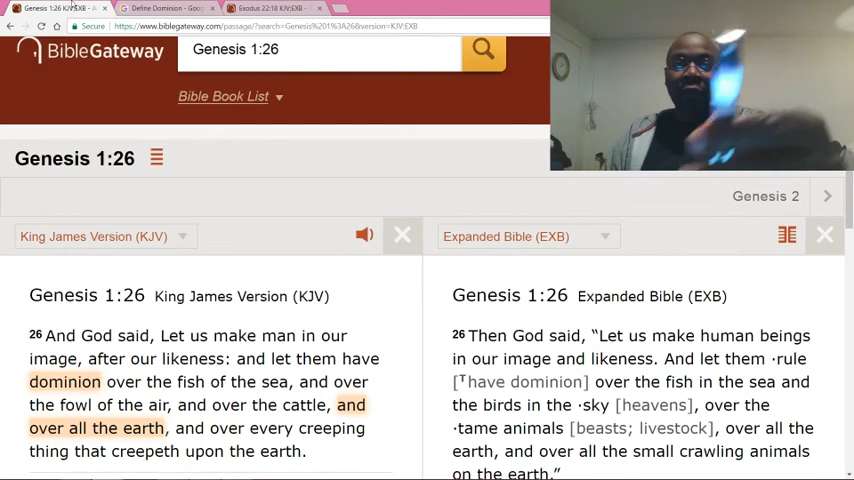 Genesis 1:26 KJV;EXB - 
Define Dominion - Goog
Exodus 22:18 KJV;EXB -
Secure
https://www.biblegateway.com/passage/?search=Genesis%201%3A26&version=KJV;EXB
BibleGateway
Genesis 1:26
Bible Book List
Genesis 1:26
Genesis 2
King James Version (KJV)
Expanded Bible (EXB)
Genesis 1:26 King James Version (KJV)
26 And God said, Let us make man in our
image, after our likeness: and let them have
dominion over the fish of the sea, and over
the fowl of the air, and over the cattle, and
over all the earth, and over every creeping
thing that creepeth upon the earth.
Genesis 1:26 Expanded Bible (EXB)
26 Then God said, “Let us make human beings
in our image and likeness. And let them ·rule
[ᵀhave dominion] over the fish in the sea and
the birds in the ·sky [heavens], over the
·tame animals [beasts; livestock], over all the
earth, and over all the small crawling animals
on the earth.”